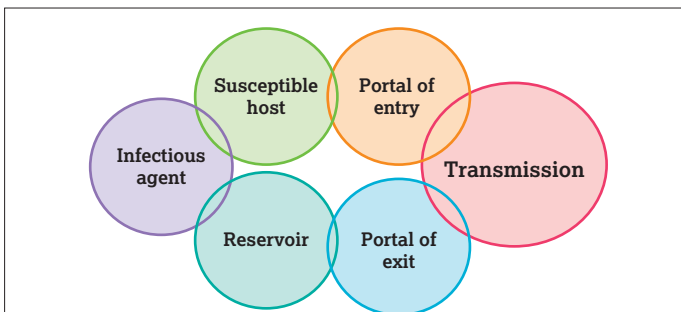 Susceptible
host
Portal of
entry
Infectious
agent
Transmission
Reservoir
Portal of
exit